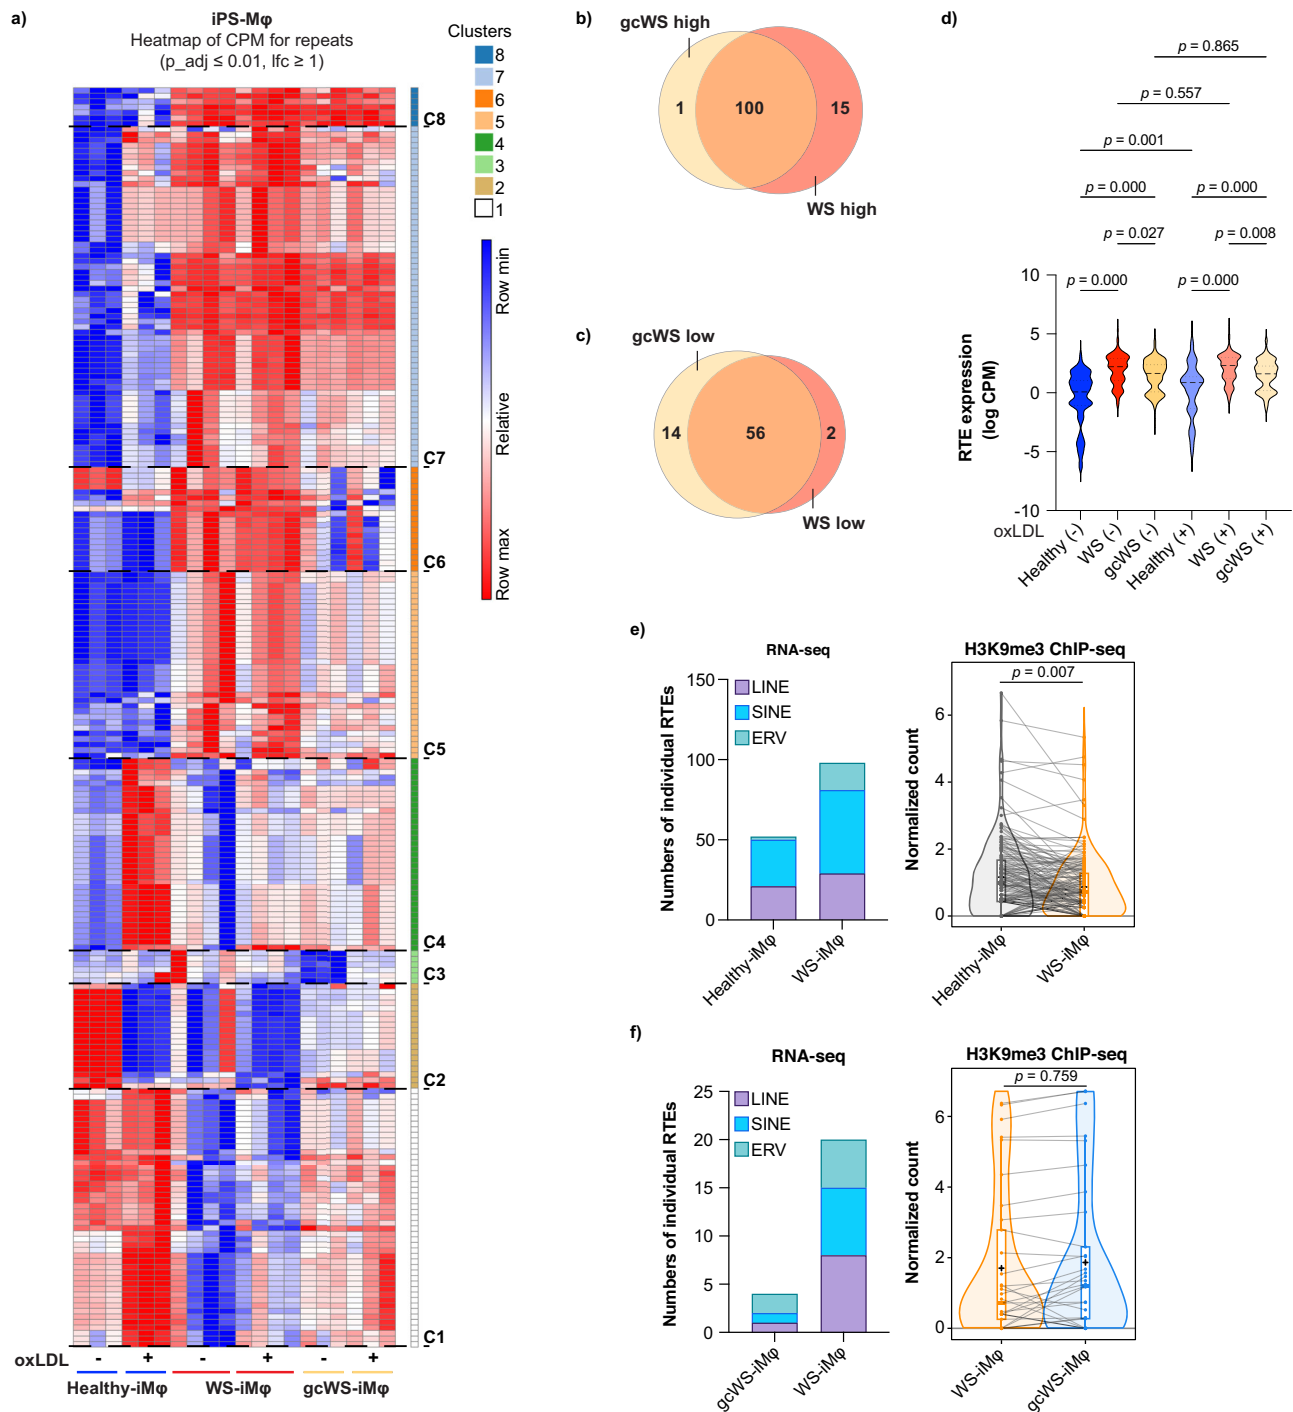 a)
iPS-Mφ
Heatmap of CPM for repeats
(p_adj ≤ 0.01, lfc ≥ 1)
Clusters
8
7
6
5
4
3
2
1
Row min
Relative
Row max
C8
C7
C6
C5
C4
C3
C2
C1
oxLDL - + - + - +
Healthy-iMφ WS-iMφ gcWS-iMφ
b)
gcWS high
1 100 15
WS high
c)
gcWS low
14 56 2
WS low
d)
p = 0.865
p = 0.557
p = 0.001
p = 0.000 p = 0.000
p = 0.027 p = 0.008
p = 0.000 p = 0.000
RTE expression
(log CPM)
10
5
0
-5
-10
oxLDL
Healthy (-)
WS (-)
gcWS (-)
Healthy (+)
WS (+)
gcWS (+)
e)
RNA-seq
Numbers of individual RTEs
150
100
50
0
LINE
SINE
ERV
Healthy-iMφ
WS-iMφ
H3K9me3 ChIP-seq
p = 0.007
Normalized count
6
4
2
0
Healthy-iMφ
WS-iMφ
f)
RNA-seq
Numbers of individual RTEs
25
20
15
10
5
0
LINE
SINE
ERV
gcWS-iMφ
WS-iMφ
H3K9me3 ChIP-seq
p = 0.759
Normalized count
6
4
2
0
WS-iMφ
gcWS-iMφ